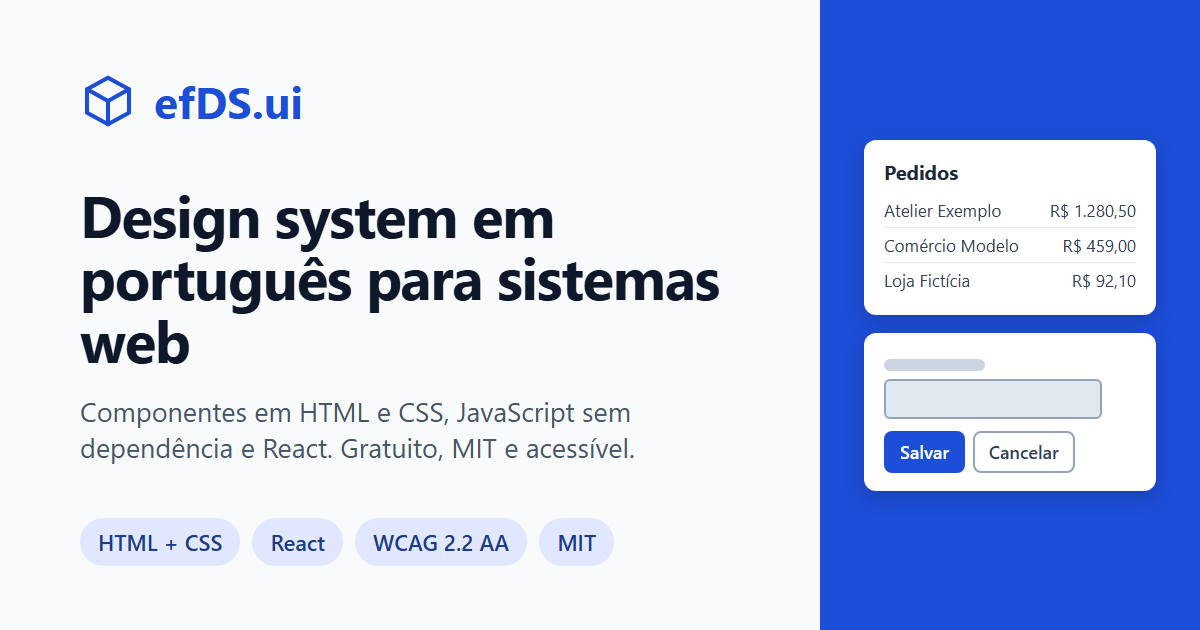 efDS.ui
Design system em
português para sistemas
web
Componentes em HTML e CSS, JavaScript sem
dependência e React. Gratuito, MIT e acessível.
HTML + CSS
React
WCAG 2.2 AA
MIT
Pedidos
Atelier Exemplo R$ 1.280,50
Comércio Modelo R$ 459,00
Loja Fictícia R$ 92,10
Salvar
Cancelar